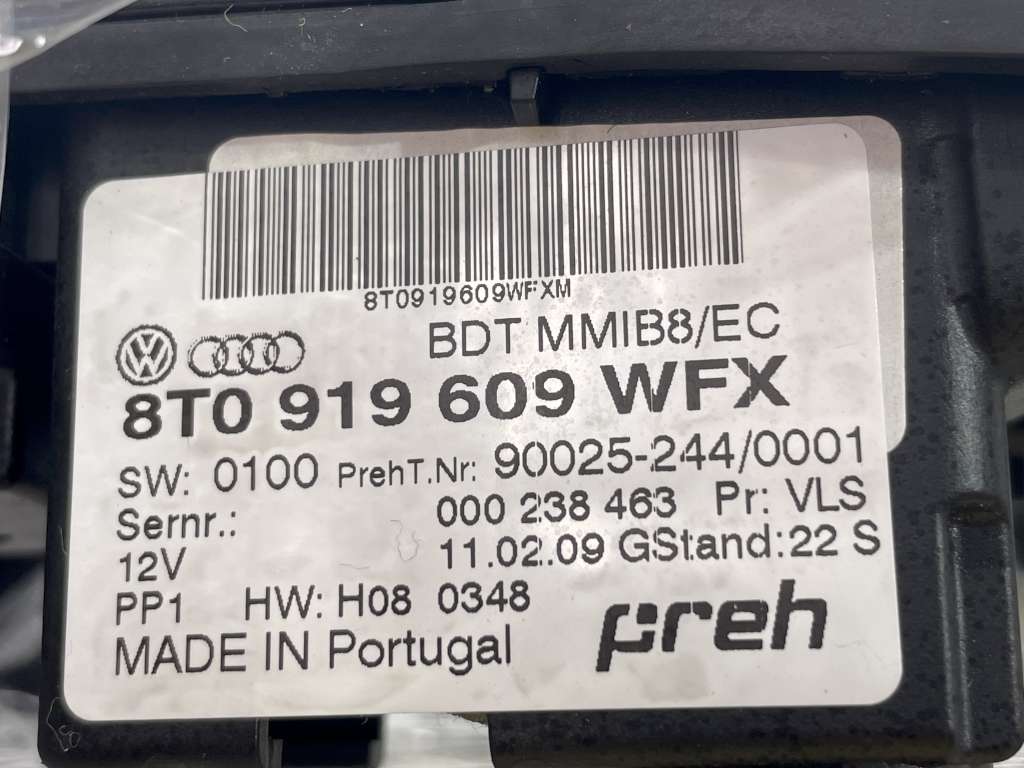 8T0919609WFXM
BDT MMIB8/EC
8T0 919 609 WFX
SW: 0100 PrehT.Nr: 90025-244/0001
Sernr.: 000 238 463 Pr: VLS
12V 11.02.09 GStand:22 S
PP1 HW: H08 0348
MADE IN Portugal preh